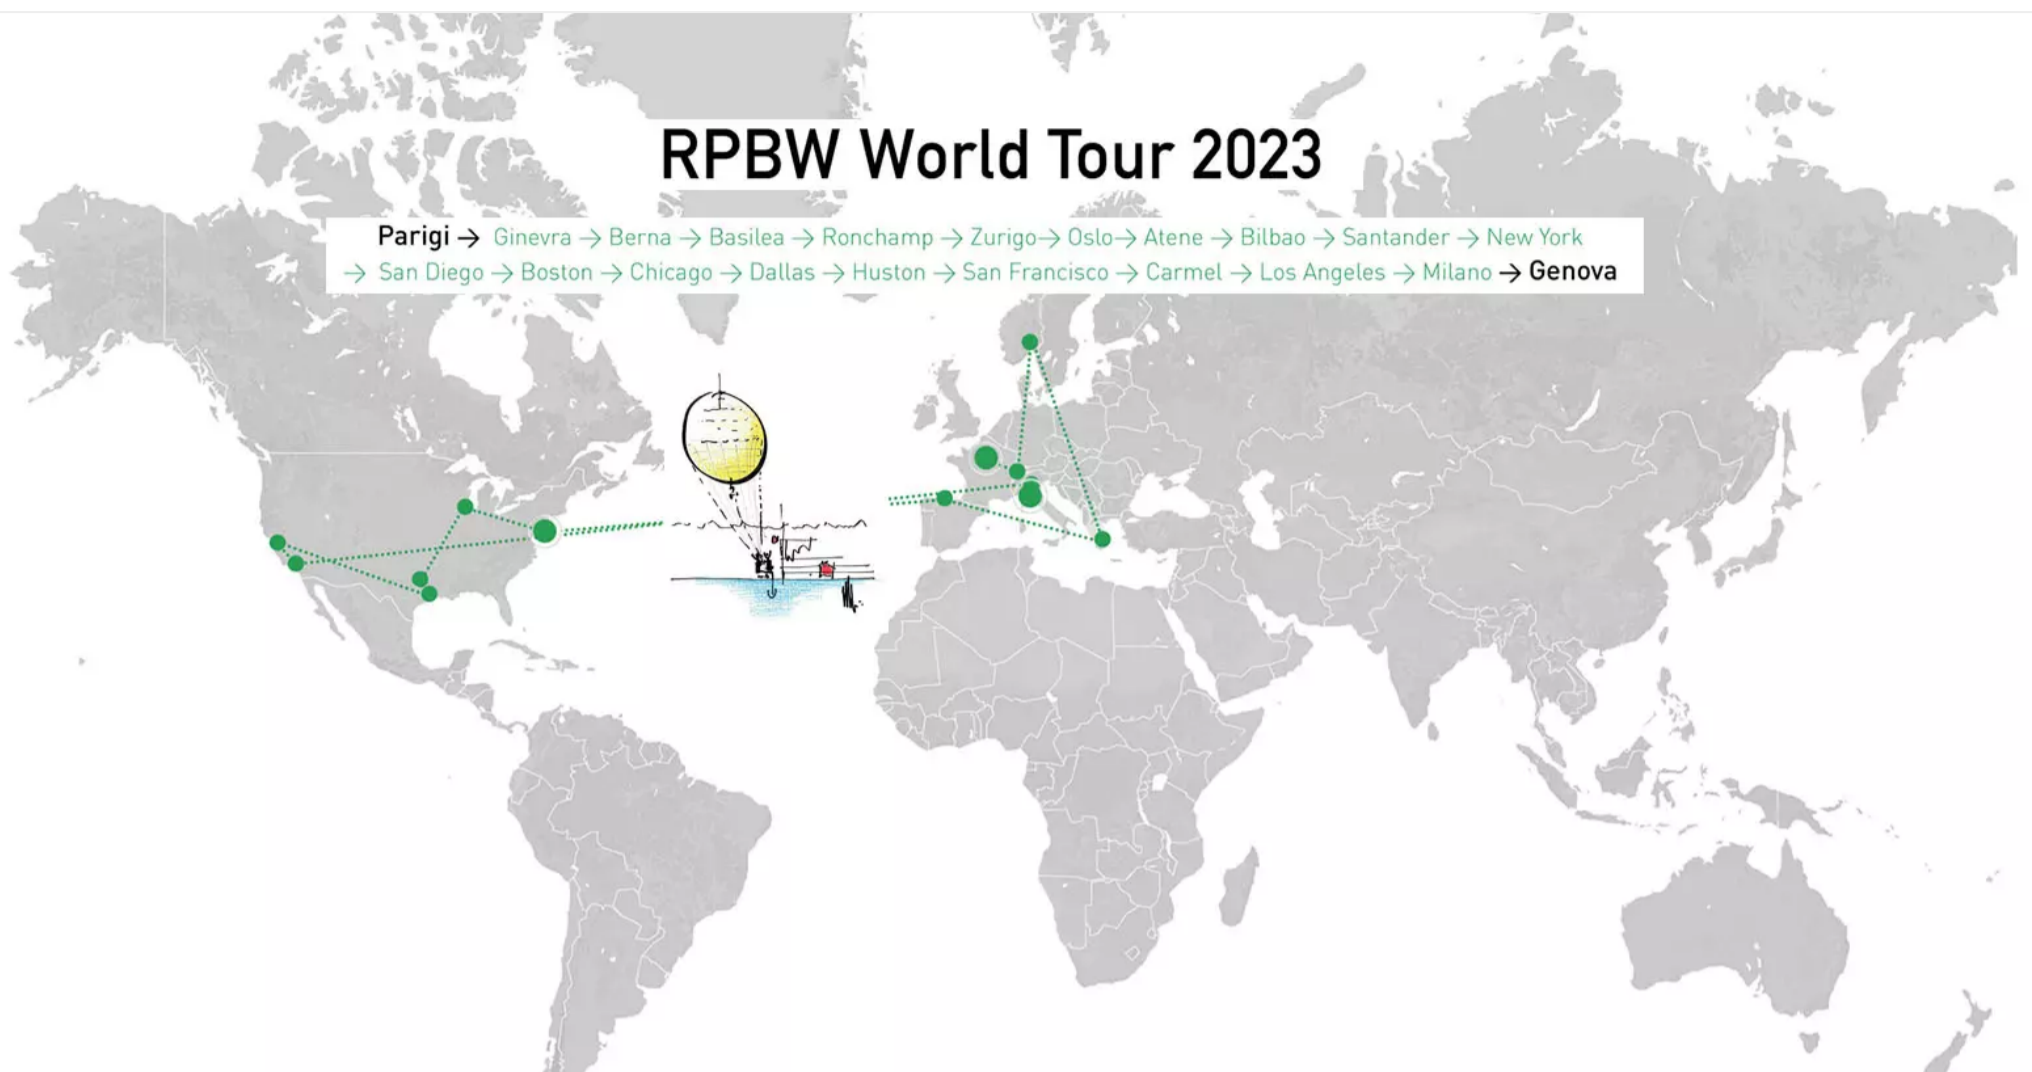 RPBW World Tour 2023
Parigi → Ginevra → Berna → Basilea → Ronchamp → Zurigo→ Oslo→ Atene → Bilbao → Santander → New York
→ San Diego → Boston → Chicago → Dallas → Huston → San Francisco → Carmel → Los Angeles → Milano → Genova